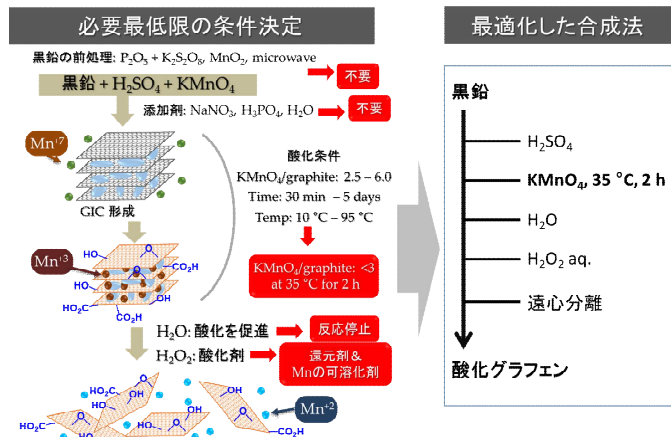 必要最低限の条件決定
黒鉛の前処理: P₂O₅ + K₂S₂O₈, MnO₂, microwave
不要
黒鉛 + H₂SO₄ + KMnO₄
添加剤: NaNO₃, H₃PO₄, H₂O
不要
Mn⁺⁷
GIC 形成
酸化条件
KMnO₄/graphite: 2.5 – 6.0
Time: 30 min – 5 days
Temp: 10 °C – 95 °C
KMnO₄/graphite: <3
at 35 °C for 2 h
Mn⁺³
HO
O
O
CO₂H
HO
OH
CO₂H
CO₂H
H₂O: 酸化を促進
反応停止
H₂O₂: 酸化剤
還元剤 &
Mnの可溶化剤
CO₂H
HO₂C
OH
HO
O
OH
O
HO₂C
HO
O
O
CO₂H
Mn⁺²
最適化した合成法
黒鉛
H₂SO₄
KMnO₄, 35 °C, 2 h
H₂O
H₂O₂ aq.
遠心分離
酸化グラフェン